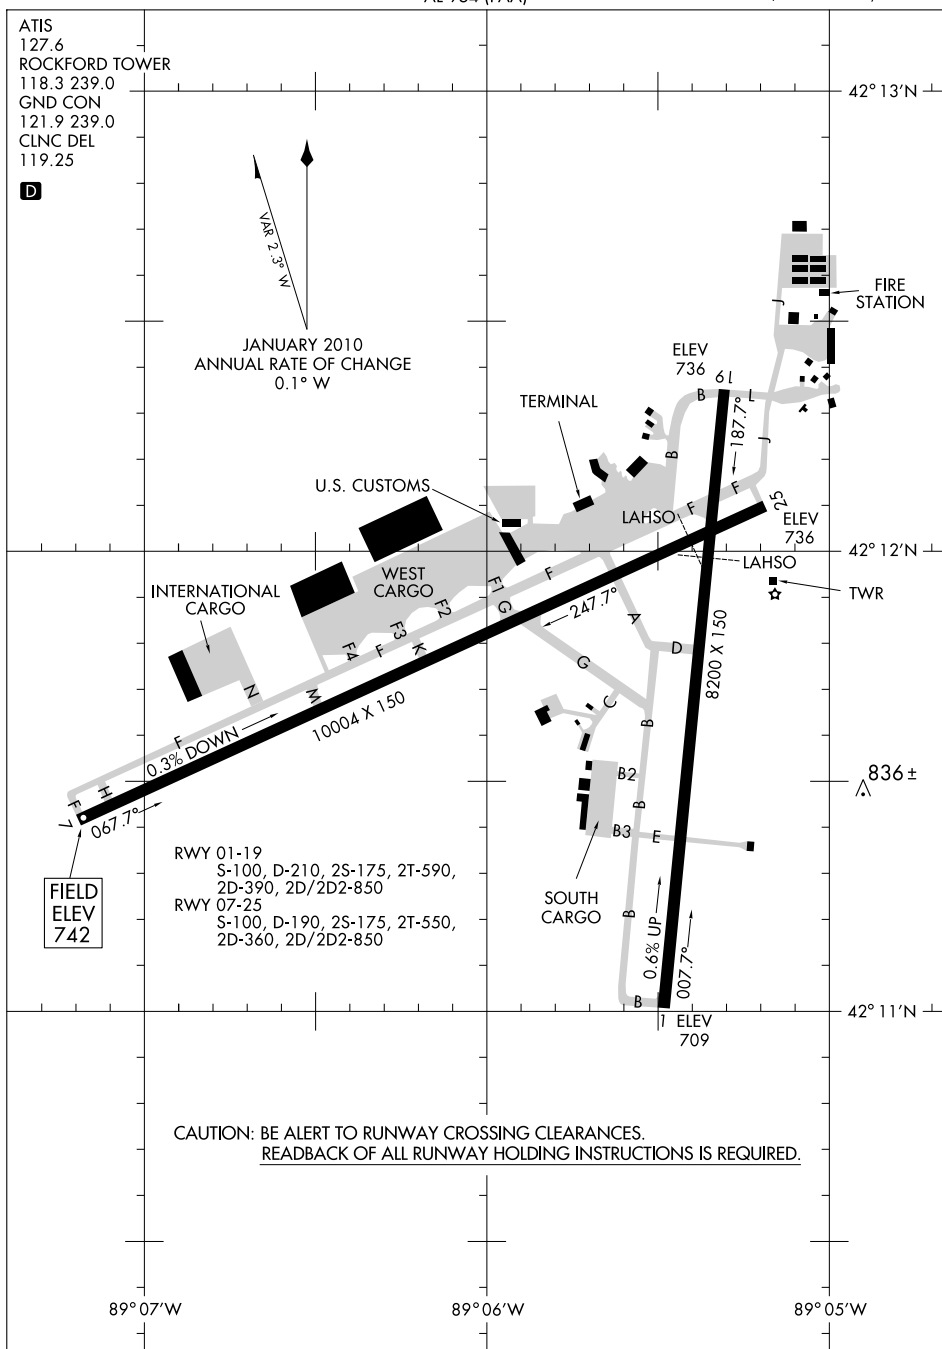 ATIS
127.6
ROCKFORD TOWER
118.3 239.0
GND CON
121.9 239.0
CLNC DEL
119.25
D
42°13'N
VAR 2.3° W
JANUARY 2010
ANNUAL RATE OF CHANGE
0.1° W
FIRE
STATION
J
ELEV
736
19
B
L
TERMINAL
187.7°
J
B
U.S. CUSTOMS
F
25
F
LAHSO
ELEV
736
42°12'N
LAHSO
INTERNATIONAL
CARGO
WEST
CARGO
F1
F
TWR
G
F2
247.7°
A
F3
K
F4
F
D
G
8200 X 150
N
M
C
10004 X 150
B
F
0.3% DOWN
B2
836 ±
H
F
B
7
067.7°
B3
E
RWY 01-19
S-100, D-210, 2S-175, 2T-590,
2D-390, 2D/2D2-850
RWY 07-25
S-100, D-190, 2S-175, 2T-550,
2D-360, 2D/2D2-850
FIELD
ELEV
742
SOUTH
CARGO
B
0.6% UP
007.7°
B
1
ELEV
709
42°11'N
CAUTION: BE ALERT TO RUNWAY CROSSING CLEARANCES.
READBACK OF ALL RUNWAY HOLDING INSTRUCTIONS IS REQUIRED.
89°07'W
89°06'W
89°05'W